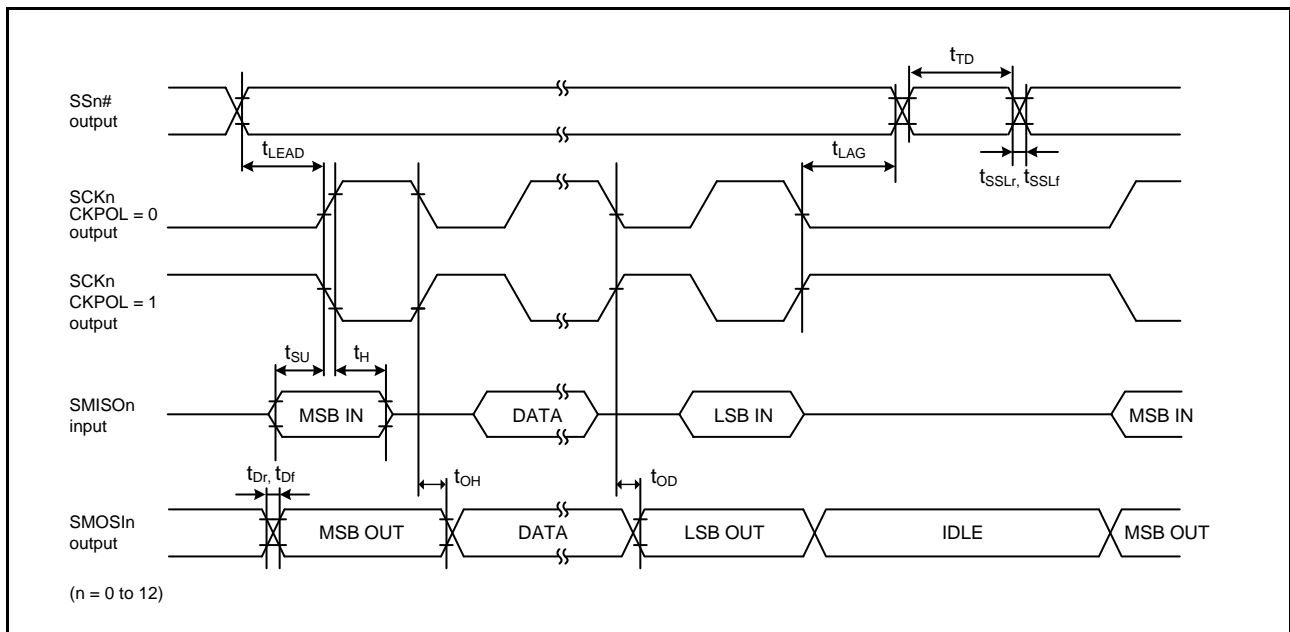 tTD
SSn#
output
tLEAD
tLAG
tSSLr, tSSLf
SCKn
CKPOL = 0
output
SCKn
CKPOL = 1
output
tSU
tH
SMISOn
input
MSB IN
DATA
LSB IN
MSB IN
tDr, tDf
tOH
tOD
SMOSIn
output
MSB OUT
DATA
LSB OUT
IDLE
MSB OUT
(n = 0 to 12)